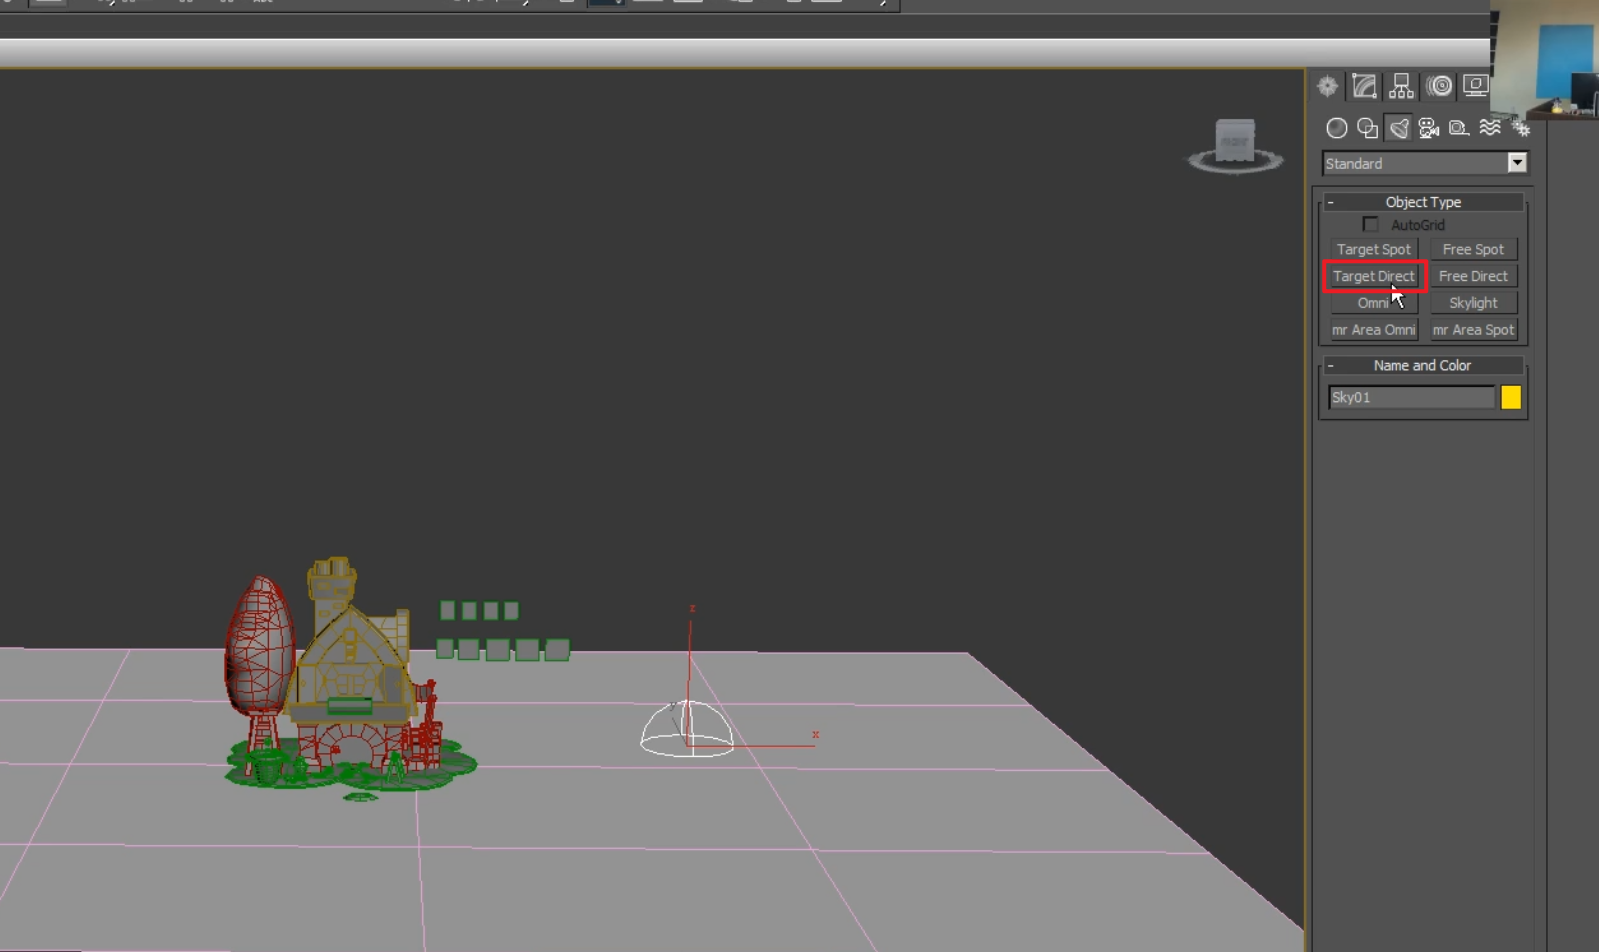 Standard
- Object Type
AutoGrid
Target Spot Free Spot
Target Direct Free Direct
Omni Skylight
mr Area Omni mr Area Spot
- Name and Color
Sky01
z
x
y